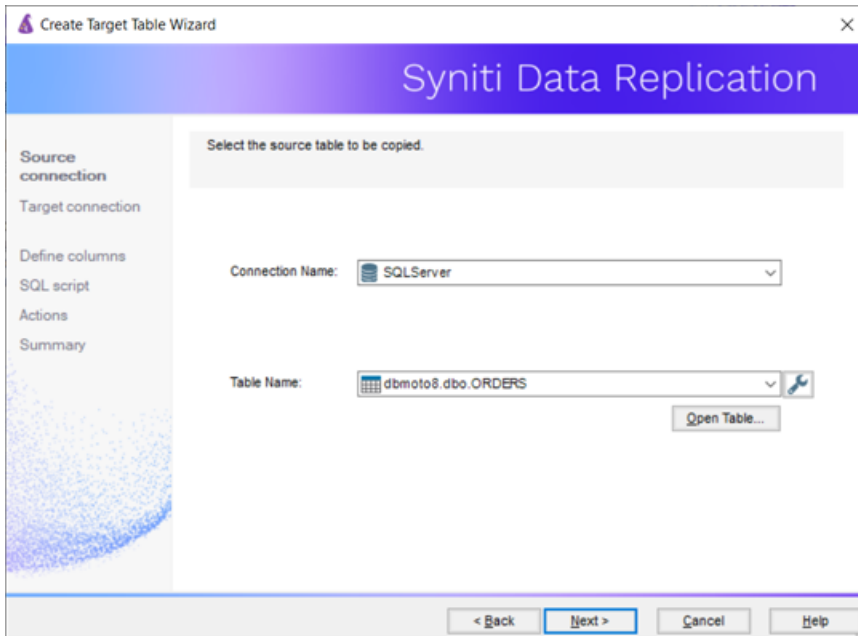 Create Target Table Wizard
Syniti Data Replication
Source
connection
Target connection
Define columns
SQL script
Actions
Summary
Select the source table to be copied.
Connection Name: SQLServer
Table Name: dbmoto8.dbo.ORDERS
Open Table...
< Back Next > Cancel Help